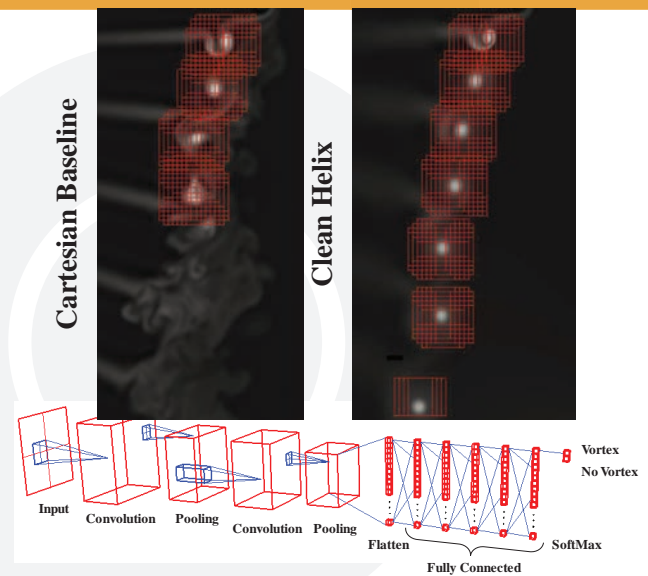 Cartesian Baseline
Clean Helix
Input
Convolution
Pooling
Convolution
Pooling
Flatten
Fully Connected
SoftMax
Vortex
No Vortex